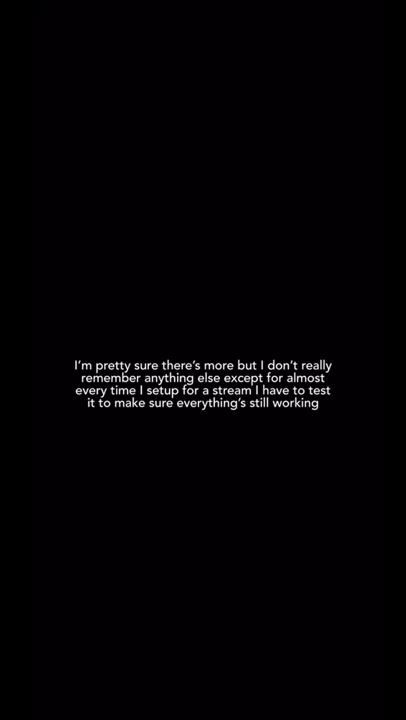 I’m pretty sure there’s more but I don’t really
remember anything else except for almost
every time I setup for a stream I have to test
it to make sure everything’s still working